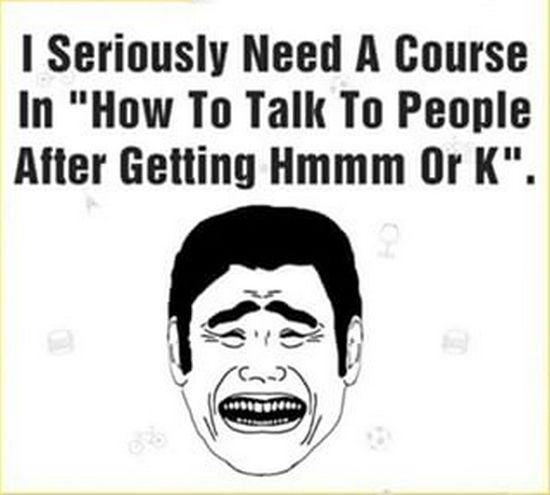 I Seriously Need A Course
In "How To Talk To People
After Getting Hmmm Or K".